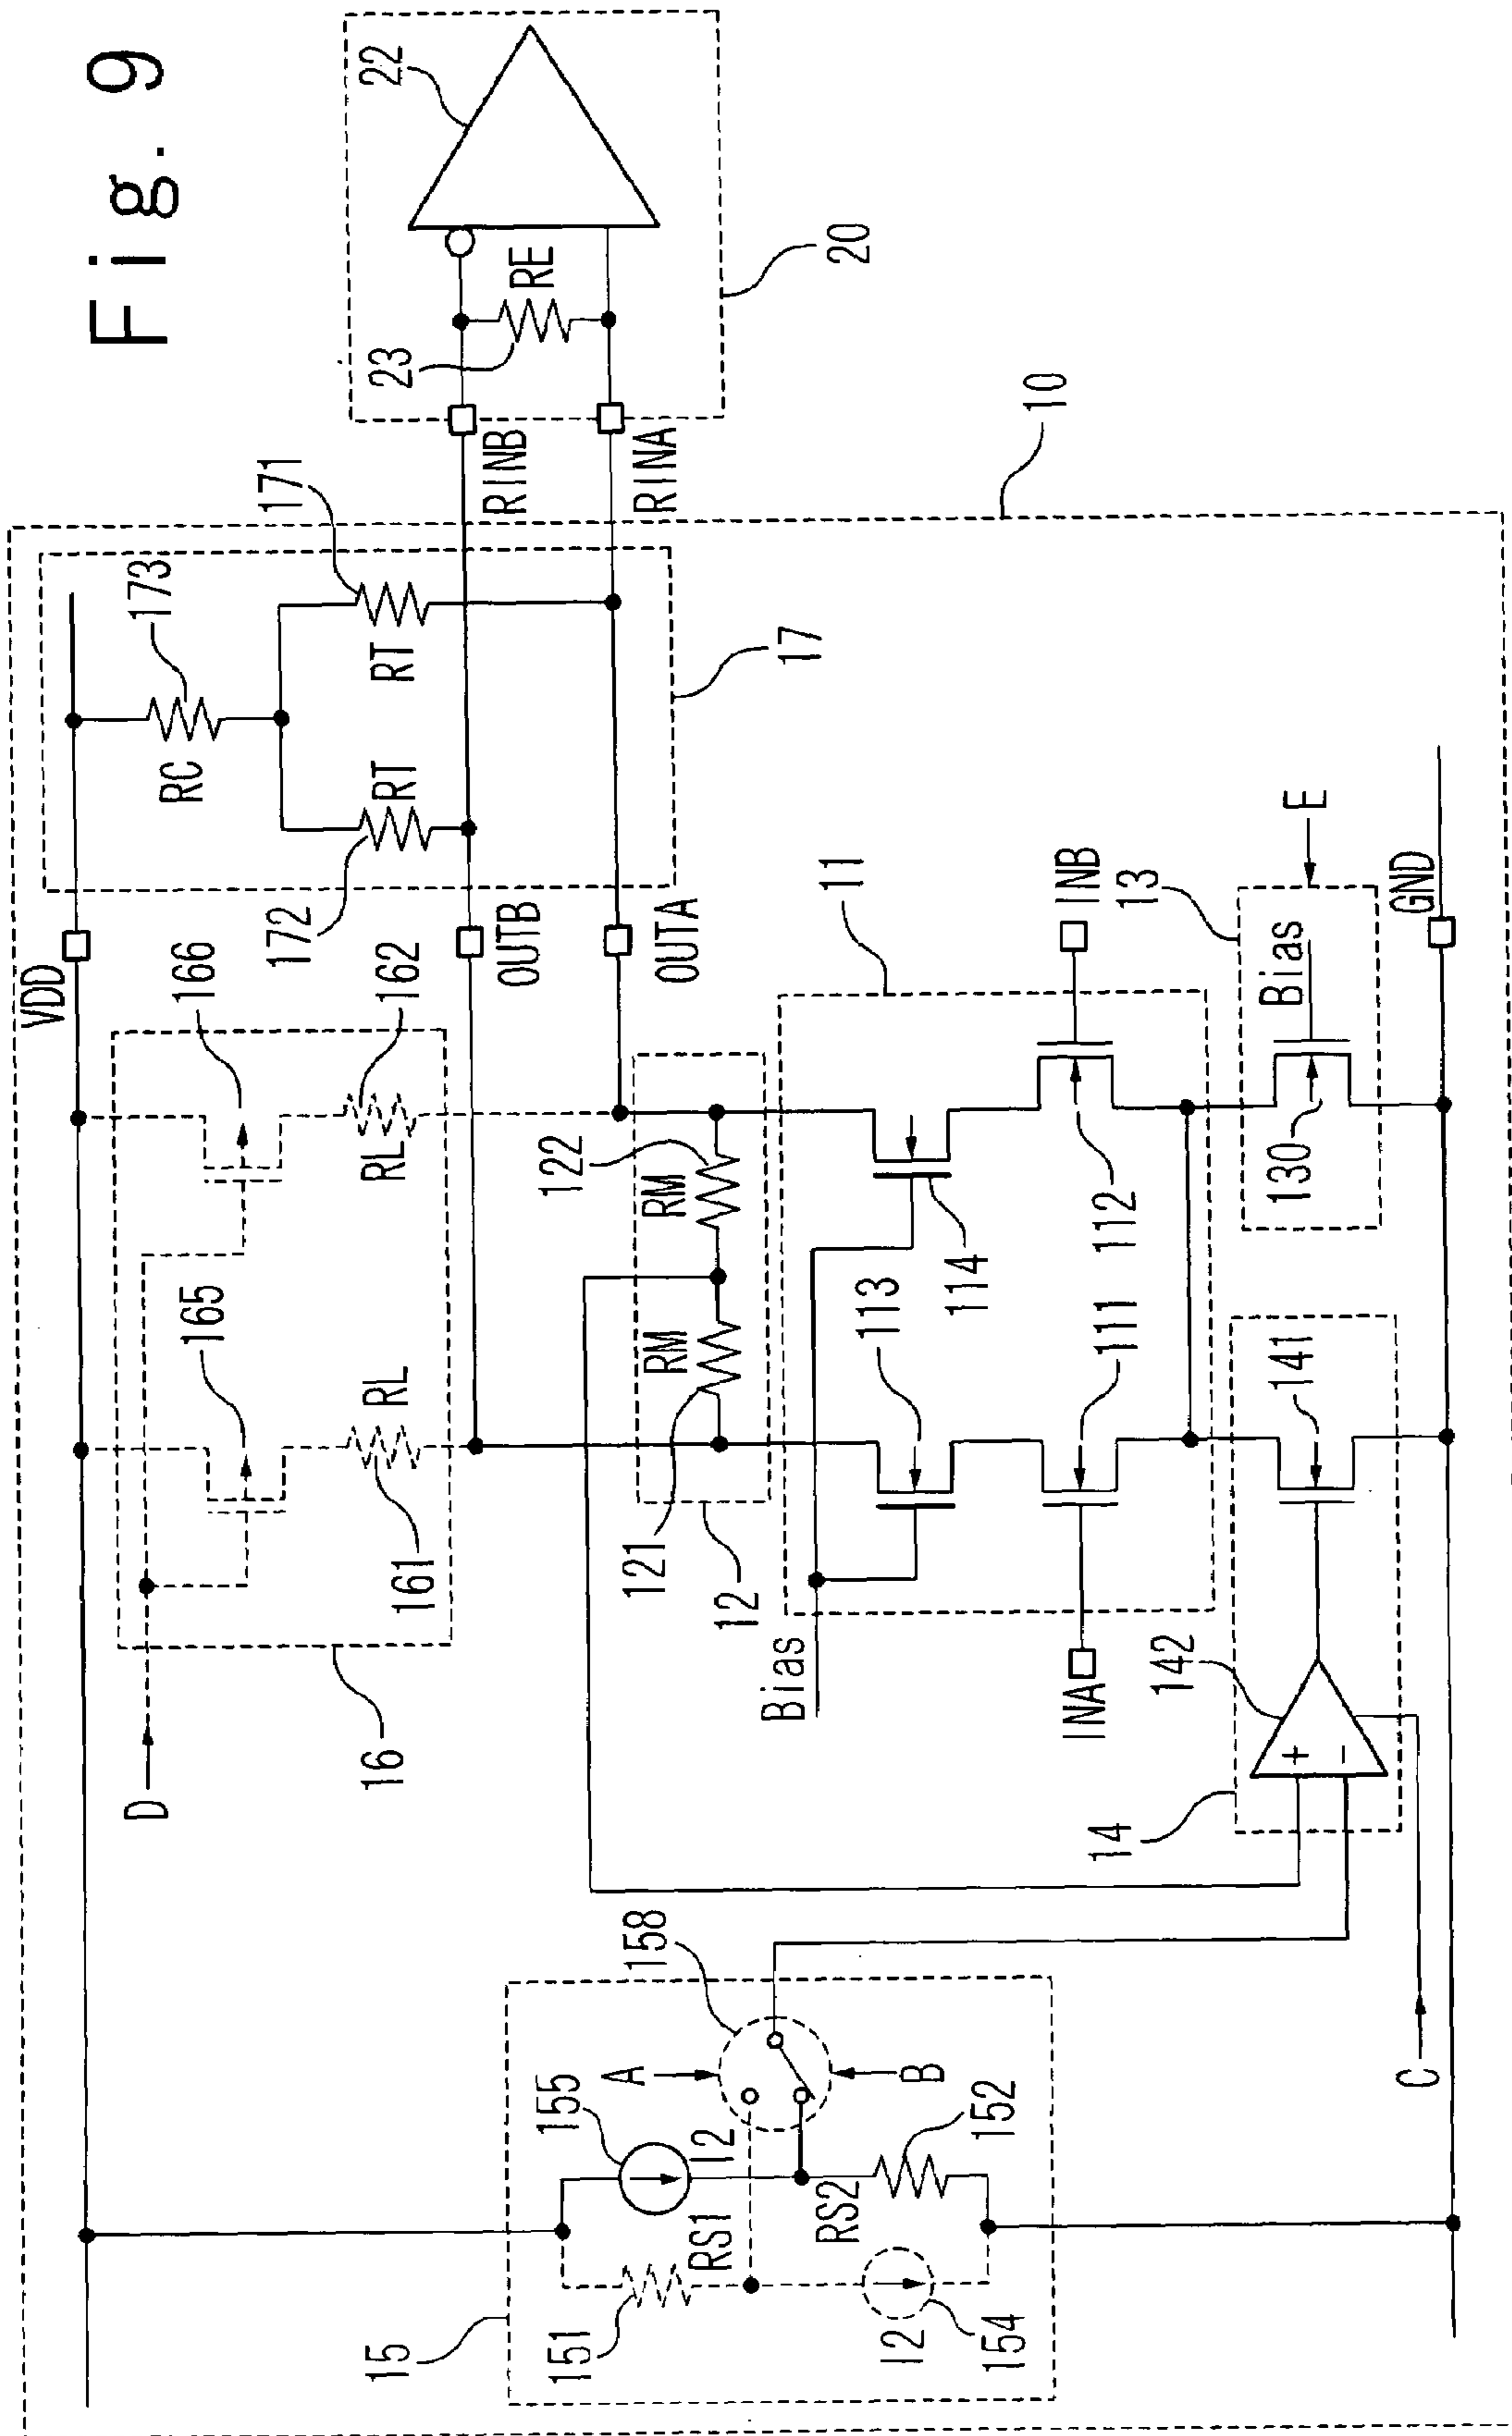 Fig. 9
22
RE
23
20
RINB
RINA
10
171
173
RT
17
RC
RT
172
VDD
OUTB
OUTA
166
162
RL
165
RL
161
16
D
11
INB
13
E
Bias
GND
130
122
RM
RM
121
12
112
114
113
111
141
Bias
INA
142
+
-
14
158
A
B
C
155
I2
RS1
RS2
152
151
I2
154
15